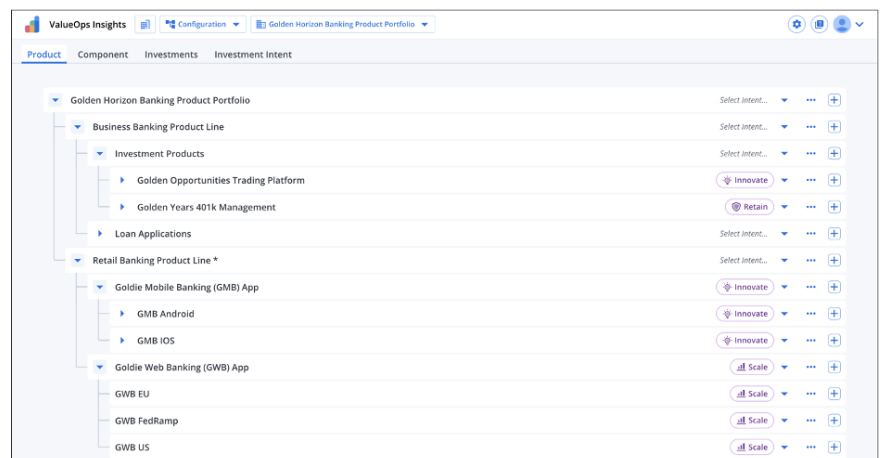 ValueOps Insights Configuration Golden Horizon Banking Product Portfolio
Product Component Investments Investment Intent
Golden Horizon Banking Product Portfolio Select Intent...
Business Banking Product Line Select Intent...
Investment Products Select Intent...
Golden Opportunities Trading Platform Innovate
Golden Years 401k Management Retain
Loan Applications Select Intent...
Retail Banking Product Line * Select Intent...
Goldie Mobile Banking (GMB) App Innovate
GMB Android Innovate
GMB IOS Innovate
Goldie Web Banking (GWB) App Scale
GWB EU Scale
GWB FedRamp Scale
GWB US Scale